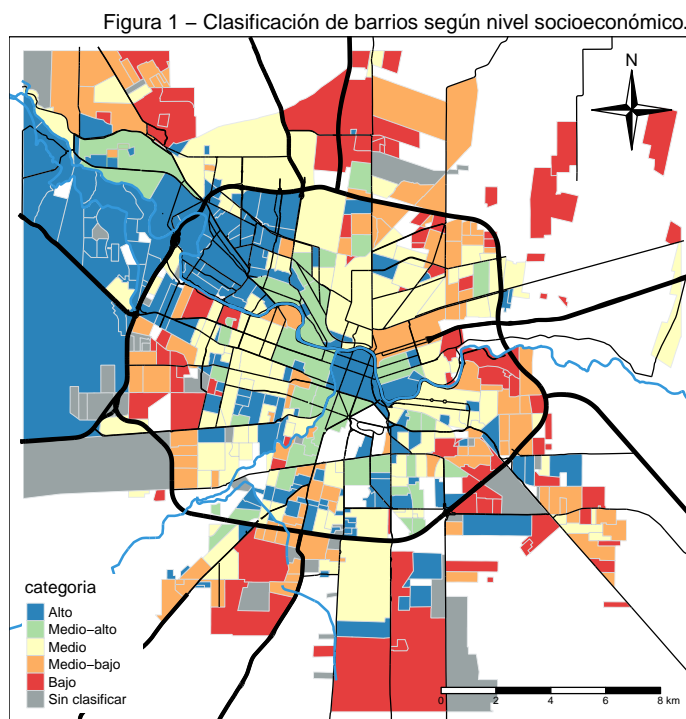 Figura 1 – Clasificación de barrios según nivel socioeconómico.
N
categoria
Alto
Medio–alto
Medio
Medio–bajo
Bajo
Sin clasificar
0 2 4 6 8 km